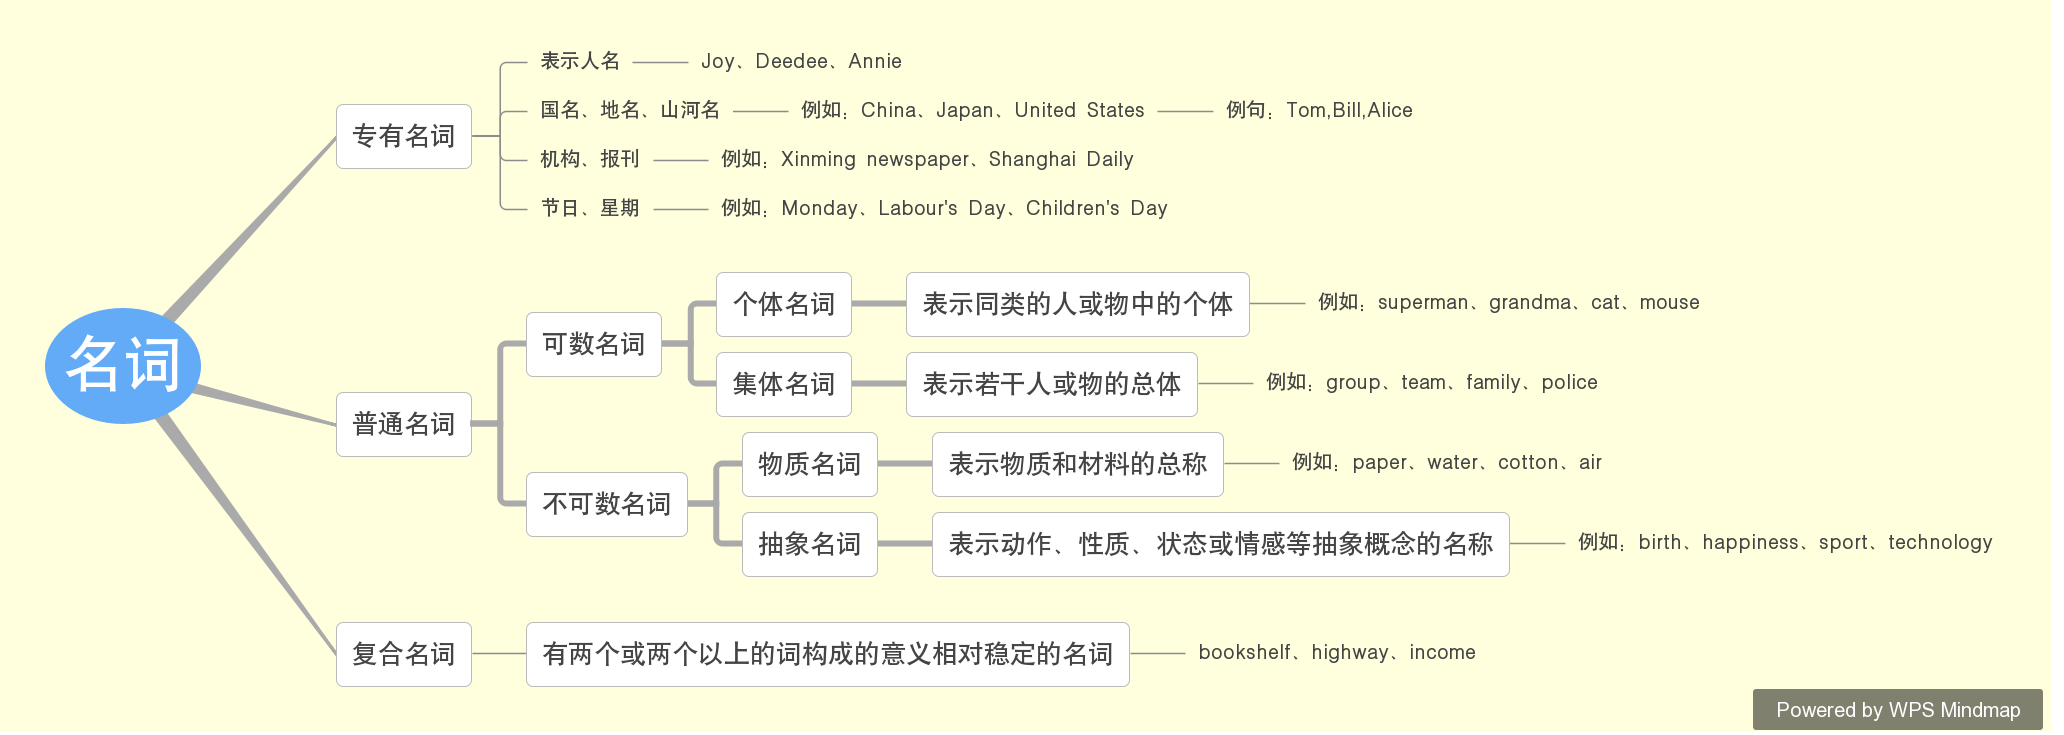 名词
专有名词
表示人名
Joy、Deedee、Annie
国名、地名、山河名
例如：China、Japan、United States
例句：Tom,Bill,Alice
机构、报刊
例如：Xinming newspaper、Shanghai Daily
节日、星期
例如：Monday、Labour's Day、Children's Day
普通名词
可数名词
个体名词
表示同类的人或物中的个体
例如：superman、grandma、cat、mouse
集体名词
表示若干人或物的总体
例如：group、team、family、police
不可数名词
物质名词
表示物质和材料的总称
例如：paper、water、cotton、air
抽象名词
表示动作、性质、状态或情感等抽象概念的名称
例如：birth、happiness、sport、technology
复合名词
有两个或两个以上的词构成的意义相对稳定的名词
bookshelf、highway、income
Powered by WPS Mindmap